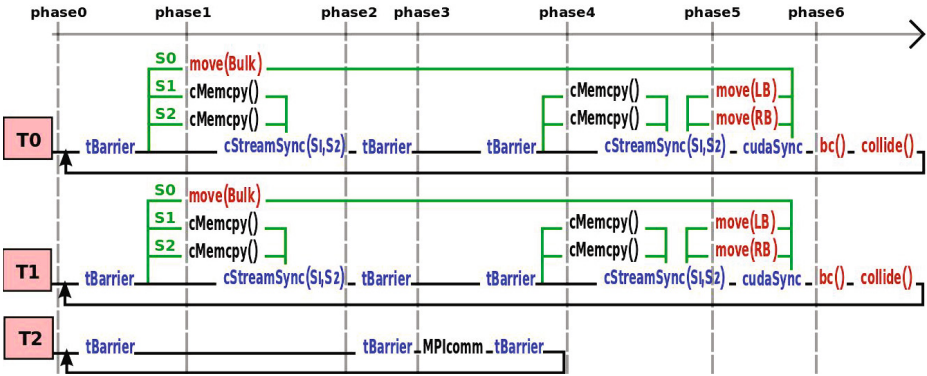 phase0 phase1 phase2 phase3 phase4 phase5 phase6
S0 move(Bulk)
S1 cMemcpy() cMemcpy() move(LB)
S2 cMemcpy() cMemcpy() move(RB)
T0 tBarrier cStreamSync(S1,S2) tBarrier tBarrier cStreamSync(S1,S2) cudaSync bc() collide()
S0 move(Bulk)
S1 cMemcpy() cMemcpy() move(LB)
S2 cMemcpy() cMemcpy() move(RB)
T1 tBarrier cStreamSync(S1,S2) tBarrier tBarrier cStreamSync(S1,S2) cudaSync bc() collide()
T2 tBarrier tBarrier MPIcomm tBarrier